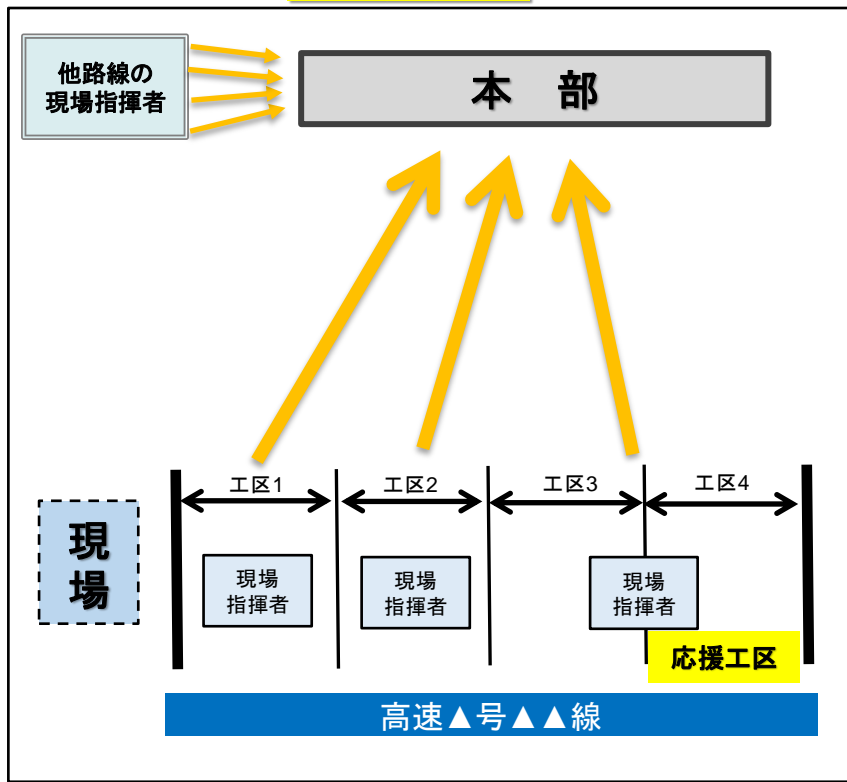 他路線の
現場指揮者
本 部
工区1
工区2
工区3
工区4
現場
現場
指揮者
現場
指揮者
現場
指揮者
応援工区
高速▲号▲▲線